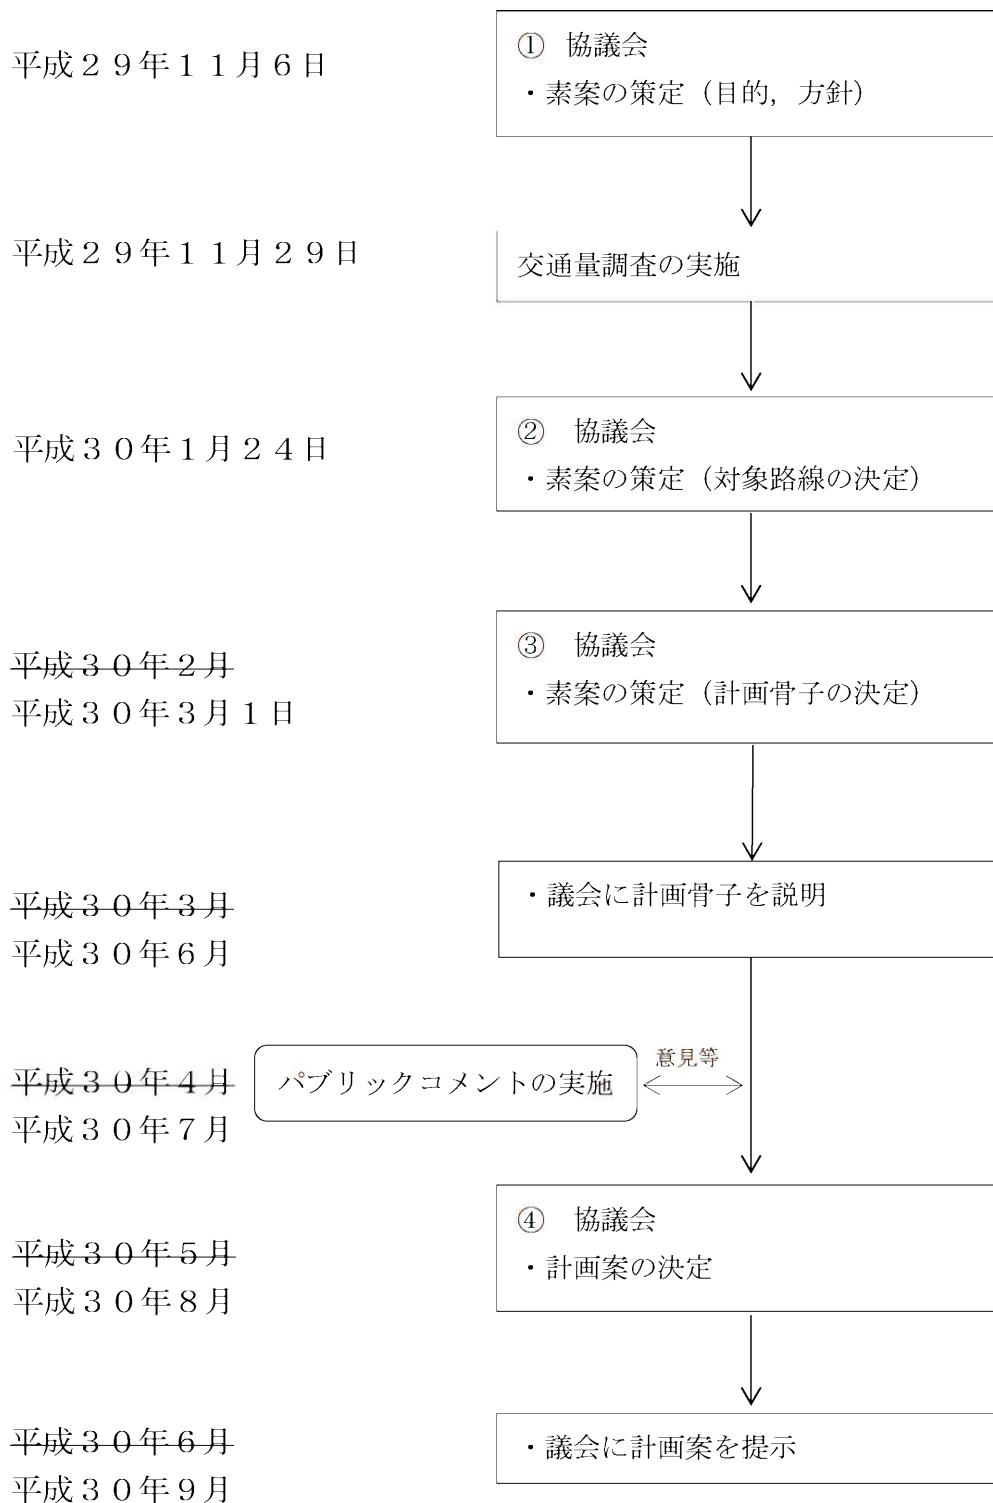 平成２９年１１月６日
① 協議会
・素案の策定（目的，方針）
平成２９年１１月２９日
交通量調査の実施
平成３０年１月２４日
② 協議会
・素案の策定（対象路線の決定）
平成３０年２月
平成３０年３月１日
③ 協議会
・素案の策定（計画骨子の決定）
平成３０年３月
平成３０年６月
・議会に計画骨子を説明
平成３０年４月
平成３０年７月
パブリックコメントの実施
意見等
平成３０年５月
平成３０年８月
④ 協議会
・計画案の決定
平成３０年６月
平成３０年９月
・議会に計画案を提示